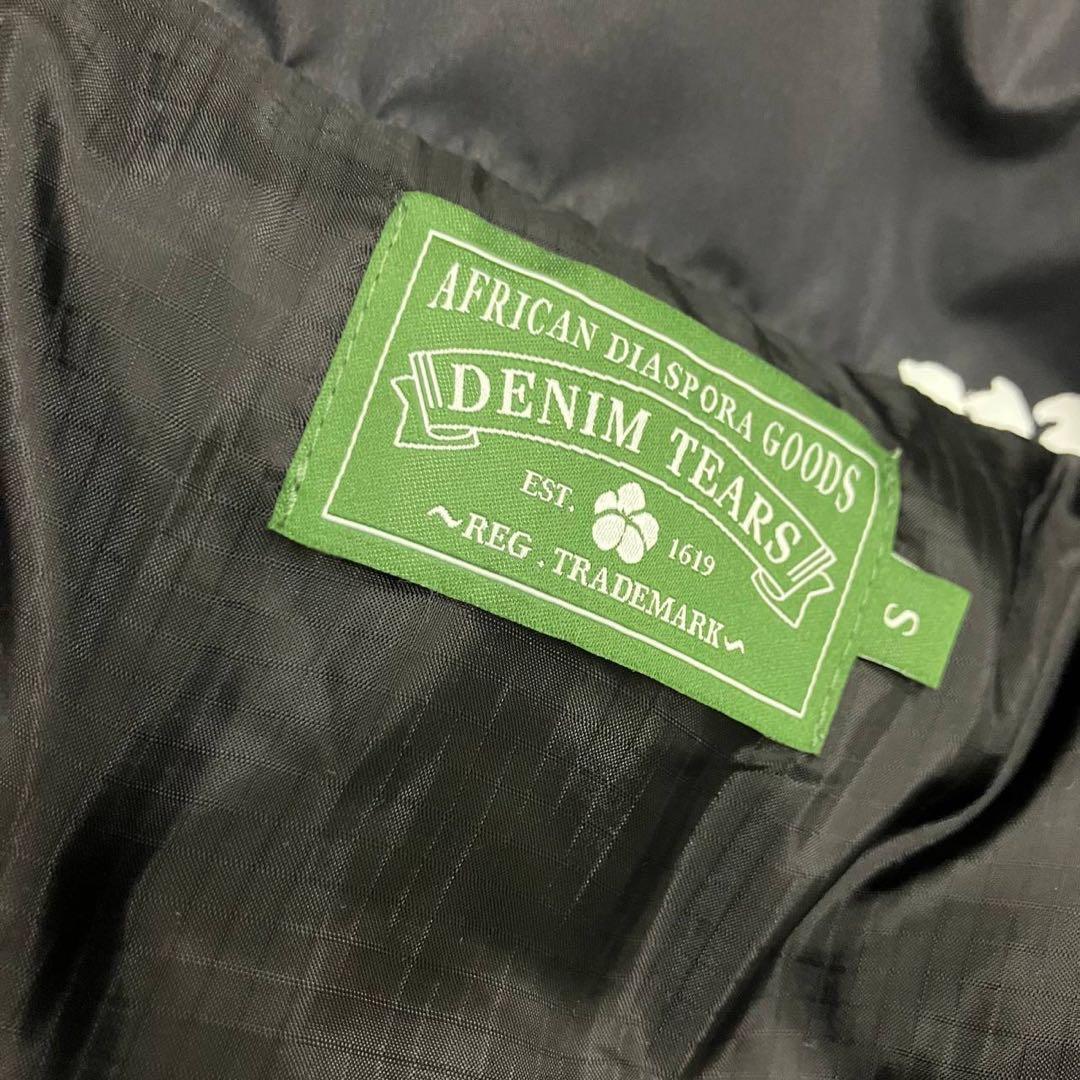 AFRICAN DIASPORA GOODS
DENIM TEARS
EST. 1619
~REG. TRADEMARK~
S